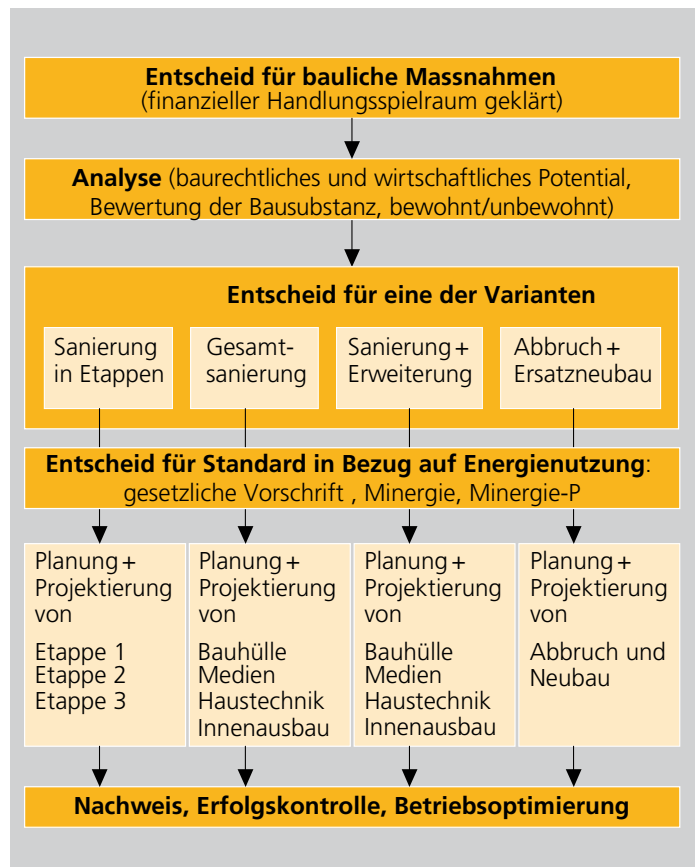 Entscheid für bauliche Massnahmen
(finanzieller Handlungsspielraum geklärt)
Analyse (baurechtliches und wirtschaftliches Potential,
Bewertung der Bausubstanz, bewohnt/unbewohnt)
Entscheid für eine der Varianten
Sanierung
in Etappen
Gesamt-
sanierung
Sanierung +
Erweiterung
Abbruch +
Ersatzneubau
Entscheid für Standard in Bezug auf Energienutzung:
gesetzliche Vorschrift , Minergie, Minergie-P
Planung +
Projektierung
von
Etappe 1
Etappe 2
Etappe 3
Planung +
Projektierung
von
Bauhülle
Medien
Haustechnik
Innenausbau
Planung +
Projektierung
von
Bauhülle
Medien
Haustechnik
Innenausbau
Planung +
Projektierung
von
Abbruch und
Neubau
Nachweis, Erfolgskontrolle, Betriebsoptimierung